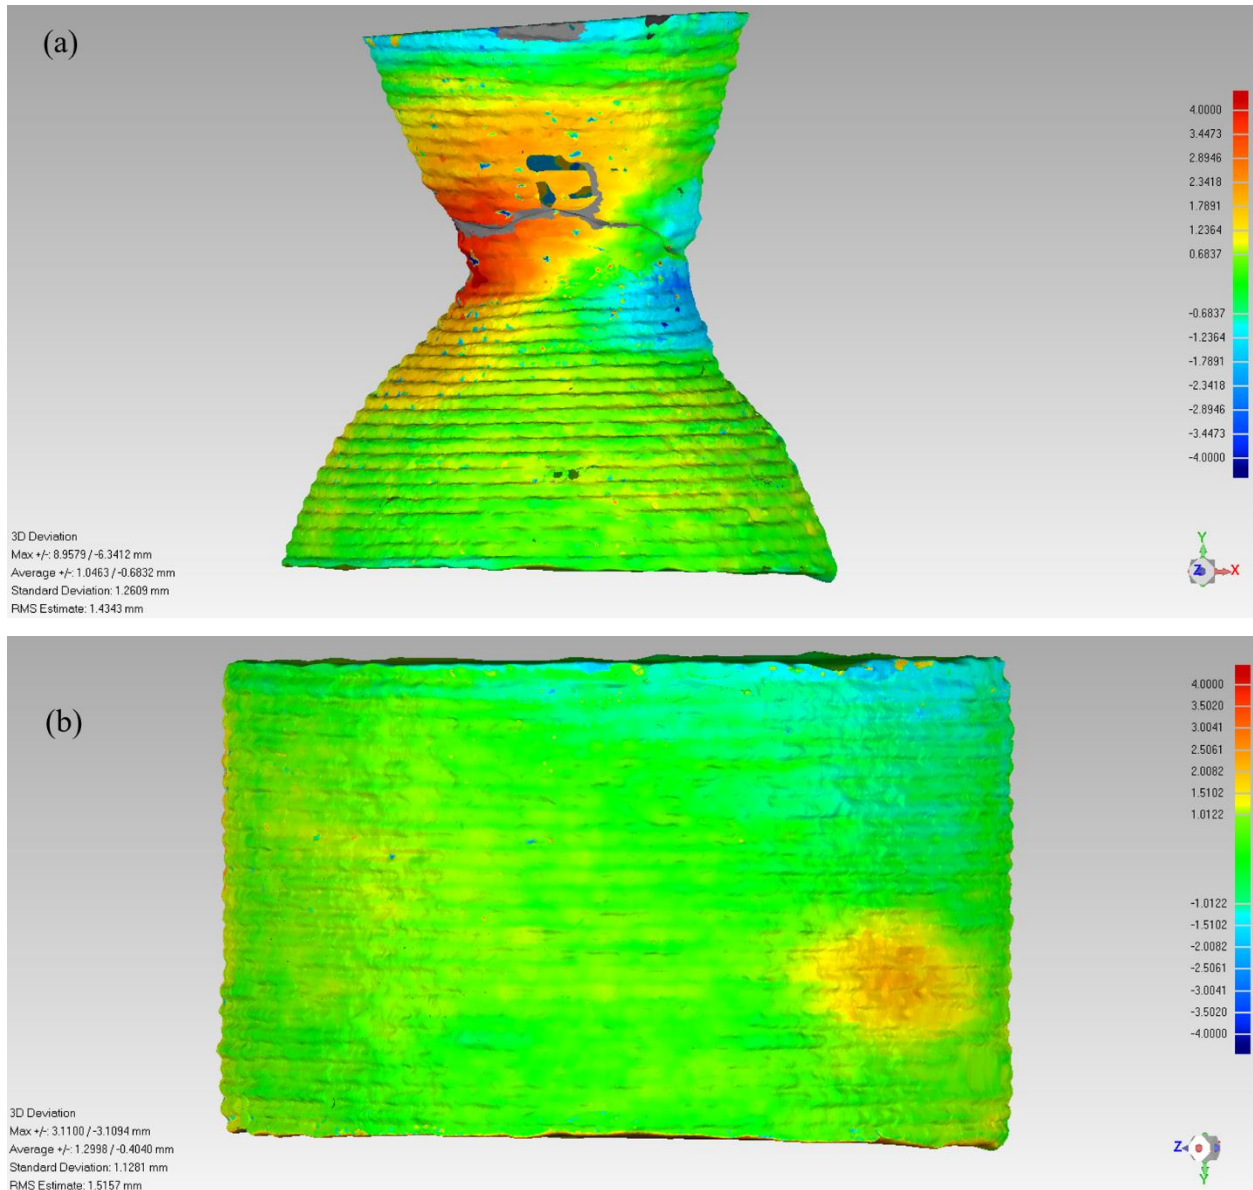 (a)
4.0000
3.4473
2.8946
2.3418
1.7891
1.2364
0.6837
-0.6837
-1.2364
-1.7891
-2.3418
-2.8946
-3.4473
-4.0000
3D Deviation
Max +/-: 8.9579 / -6.3412 mm
Average +/-: 1.0463 / -0.6832 mm
Standard Deviation: 1.2609 mm
RMS Estimate: 1.4343 mm
Y
Z
X
(b)
4.0000
3.5020
3.0041
2.5061
2.0082
1.5102
1.0122
-1.0122
-1.5102
-2.0082
-2.5061
-3.0041
-3.5020
-4.0000
3D Deviation
Max +/-: 3.1100 / -3.1094 mm
Average +/-: 1.2998 / -0.4040 mm
Standard Deviation: 1.1281 mm
RMS Estimate: 1.5157 mm
Z
Y